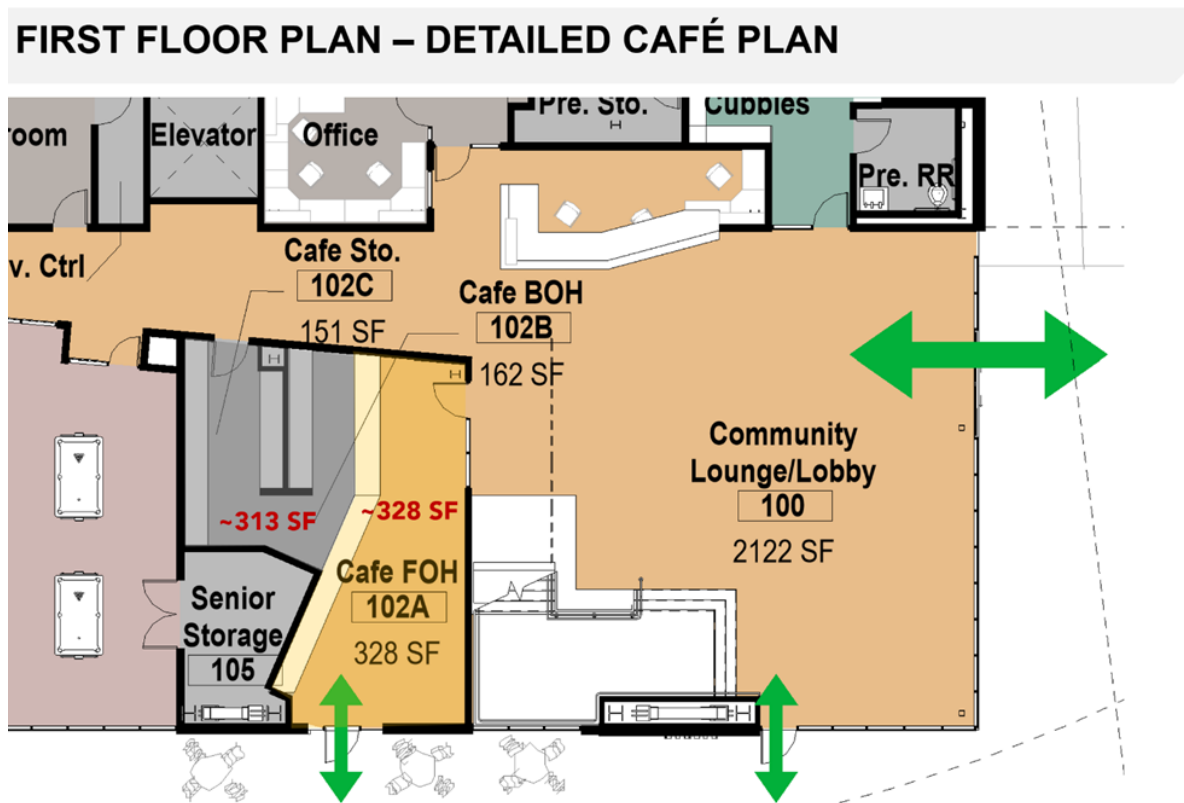 FIRST FLOOR PLAN – DETAILED CAFÉ PLAN
Pre. Sto.
Cubbies
room
Elevator
Office
Pre. RR
v. Ctrl
Cafe Sto.
102C
151 SF
Cafe BOH
102B
162 SF
Community
Lounge/Lobby
100
2122 SF
~313 SF
~328 SF
Cafe FOH
102A
328 SF
Senior
Storage
105